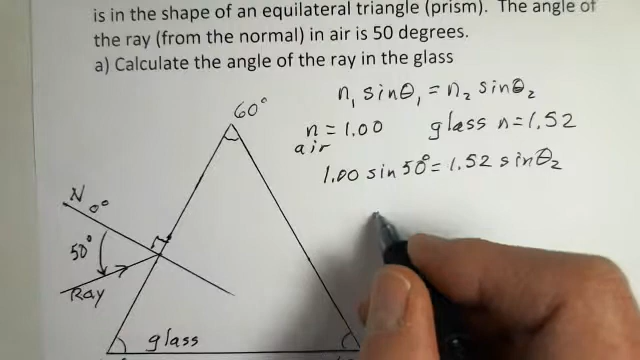 is in the shape of an equilateral triangle (prism). The angle of
the ray (from the normal) in air is 50 degrees.
a) Calculate the angle of the ray in the glass
60°
n₁ sinθ₁ = n₂ sinθ₂
n = 1.00
air
glass n = 1.52
1.00 sin 50° = 1.52 sinθ₂
N 0°
50°
Ray
glass